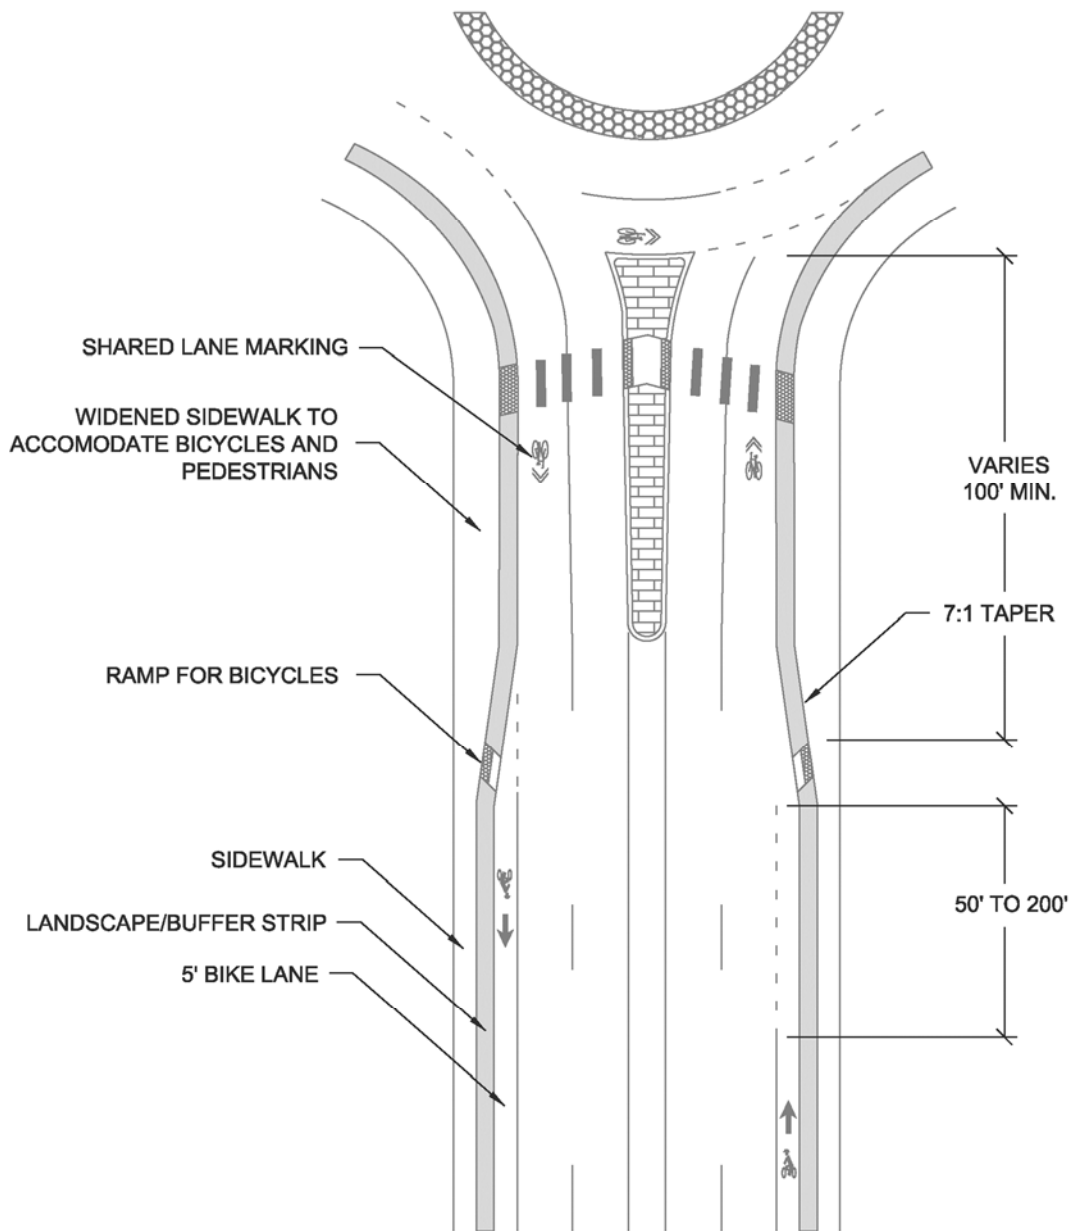 SHARED LANE MARKING
WIDENED SIDEWALK TO
ACCOMODATE BICYCLES AND
PEDESTRIANS
VARIES
100' MIN.
7:1 TAPER
RAMP FOR BICYCLES
SIDEWALK
50' TO 200'
LANDSCAPE/BUFFER STRIP
5' BIKE LANE